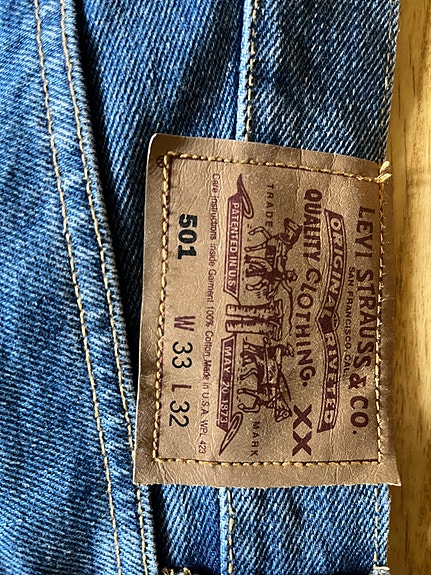 LEVI STRAUSS & CO.
SAN FRANCISCO, CAL.
ORIGINAL RIVETED
QUALITY CLOTHING.
XX
TRADE MARK
PATENTED IN U.S.
MAY 20 1873
Care Instructions Inside Garment 100% Cotton Made in U.S.A. WPL 423
501 W 33 L 32